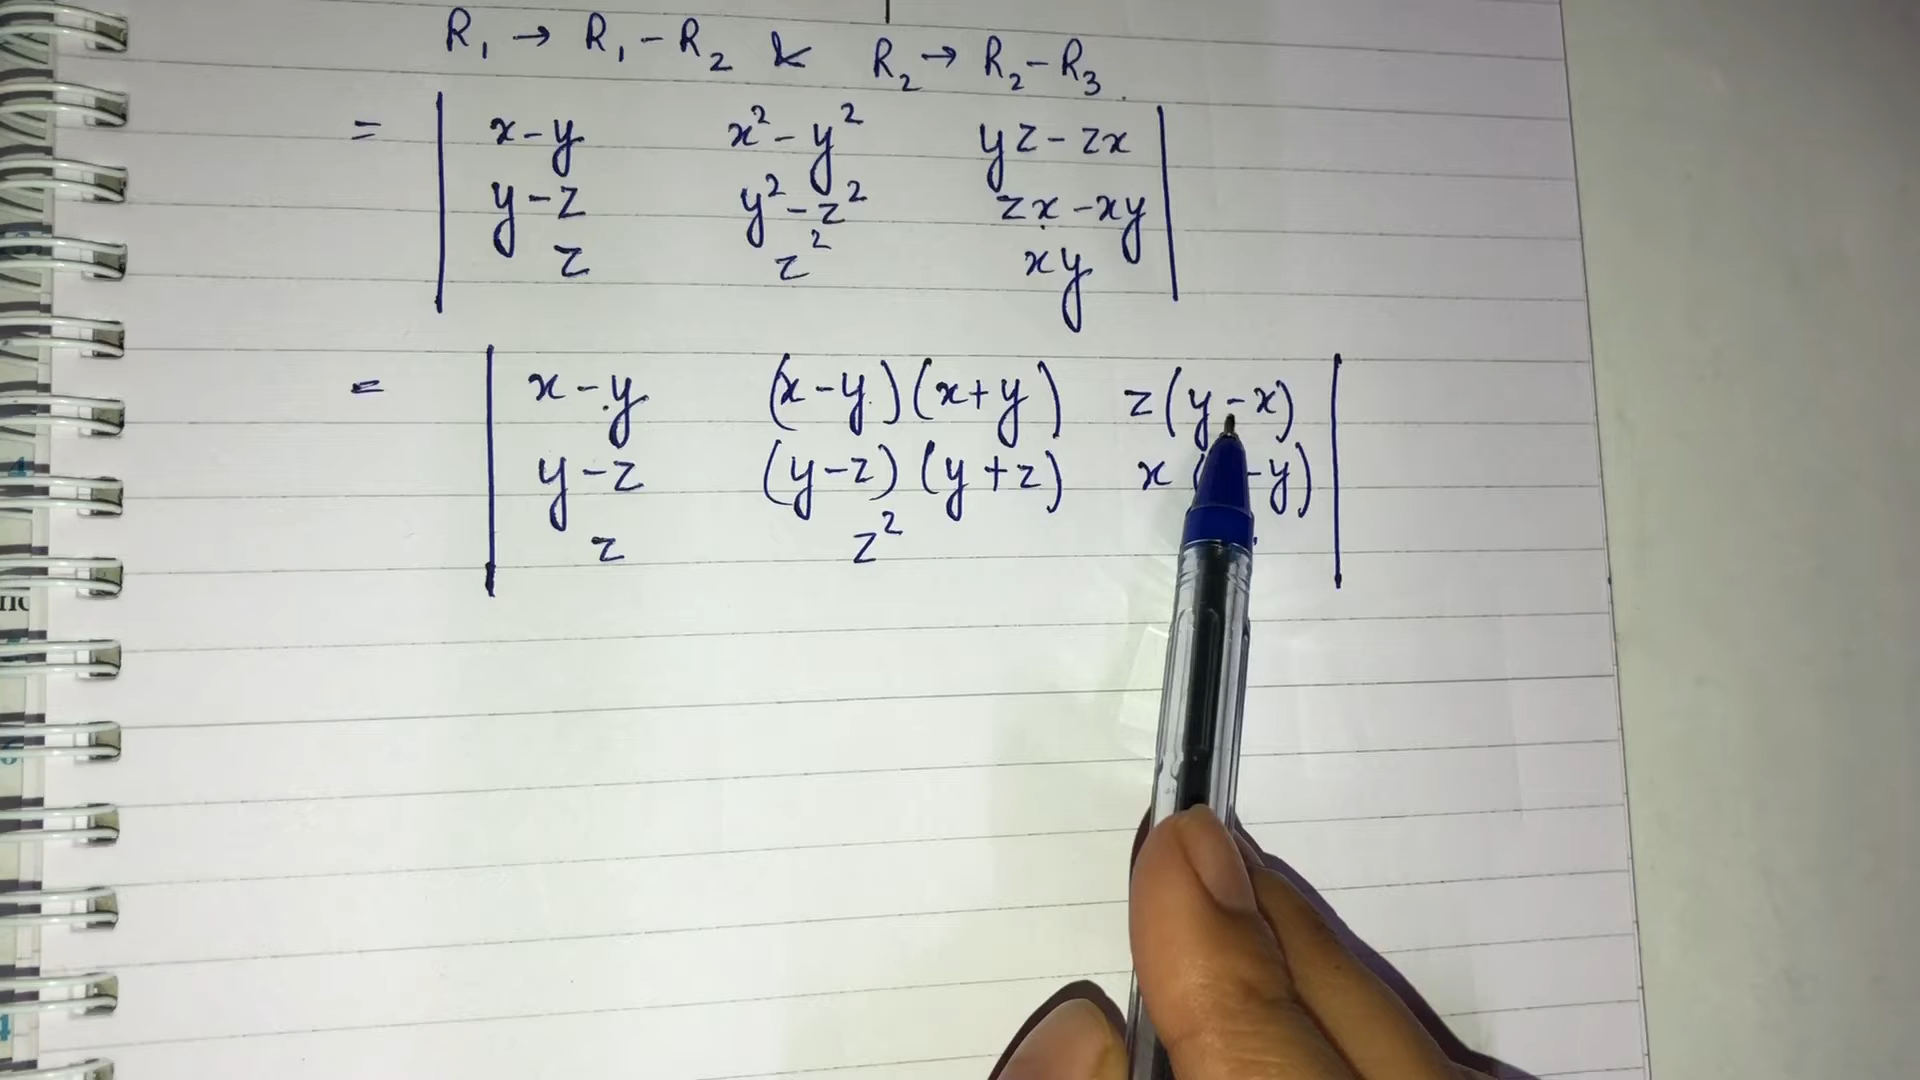 R₁ → R₁ - R₂ & R₂ → R₂ - R₃
= | x-y x²-y² yz-zx |
| y-z y²-z² zx-xy |
| z z² xy |
= | x-y (x-y)(x+y) z(y-x) |
| y-z (y-z)(y+z) x( -y) |
| z z² |